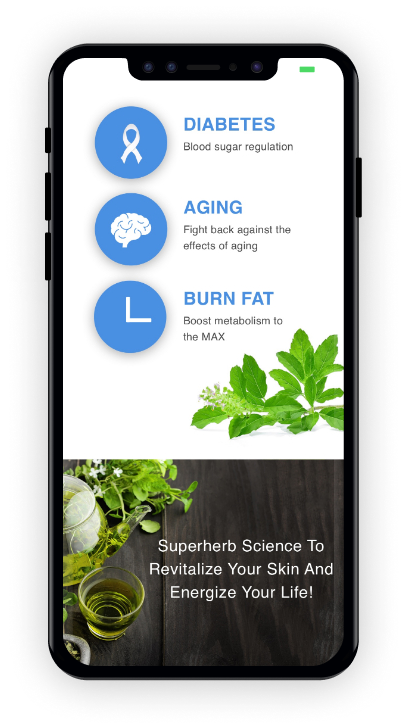 DIABETES
Blood sugar regulation
AGING
Fight back against the
effects of aging
BURN FAT
Boost metabolism to
the MAX
Superherb Science To
Revitalize Your Skin And
Energize Your Life!